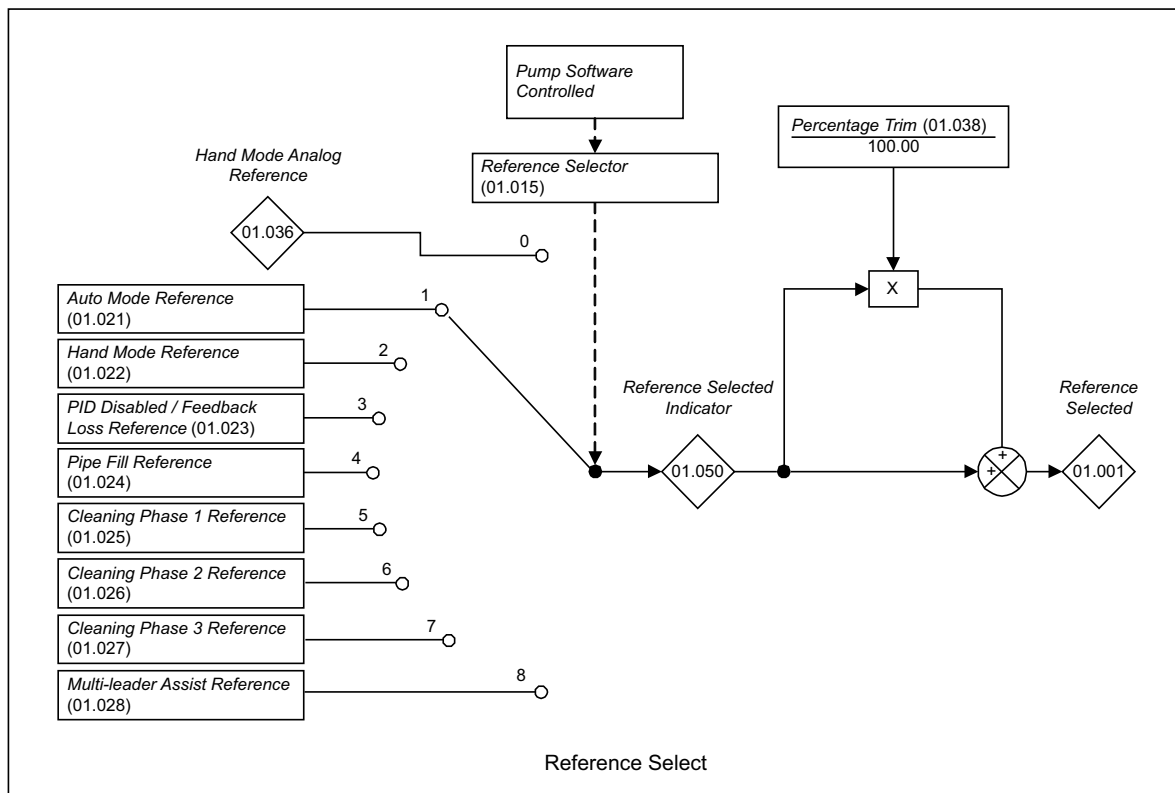 Pump Software
Controlled
Percentage Trim (01.038)
100.00
Hand Mode Analog
Reference
Reference Selector
(01.015)
01.036
0
Auto Mode Reference
(01.021)
1
X
Hand Mode Reference
(01.022)
2
Reference Selected
Indicator
Reference
Selected
PID Disabled / Feedback
Loss Reference (01.023)
3
Pipe Fill Reference
(01.024)
4
01.050
+
+
01.001
Cleaning Phase 1 Reference
(01.025)
5
Cleaning Phase 2 Reference
(01.026)
6
Cleaning Phase 3 Reference
(01.027)
7
Multi-leader Assist Reference
(01.028)
8
Reference Select